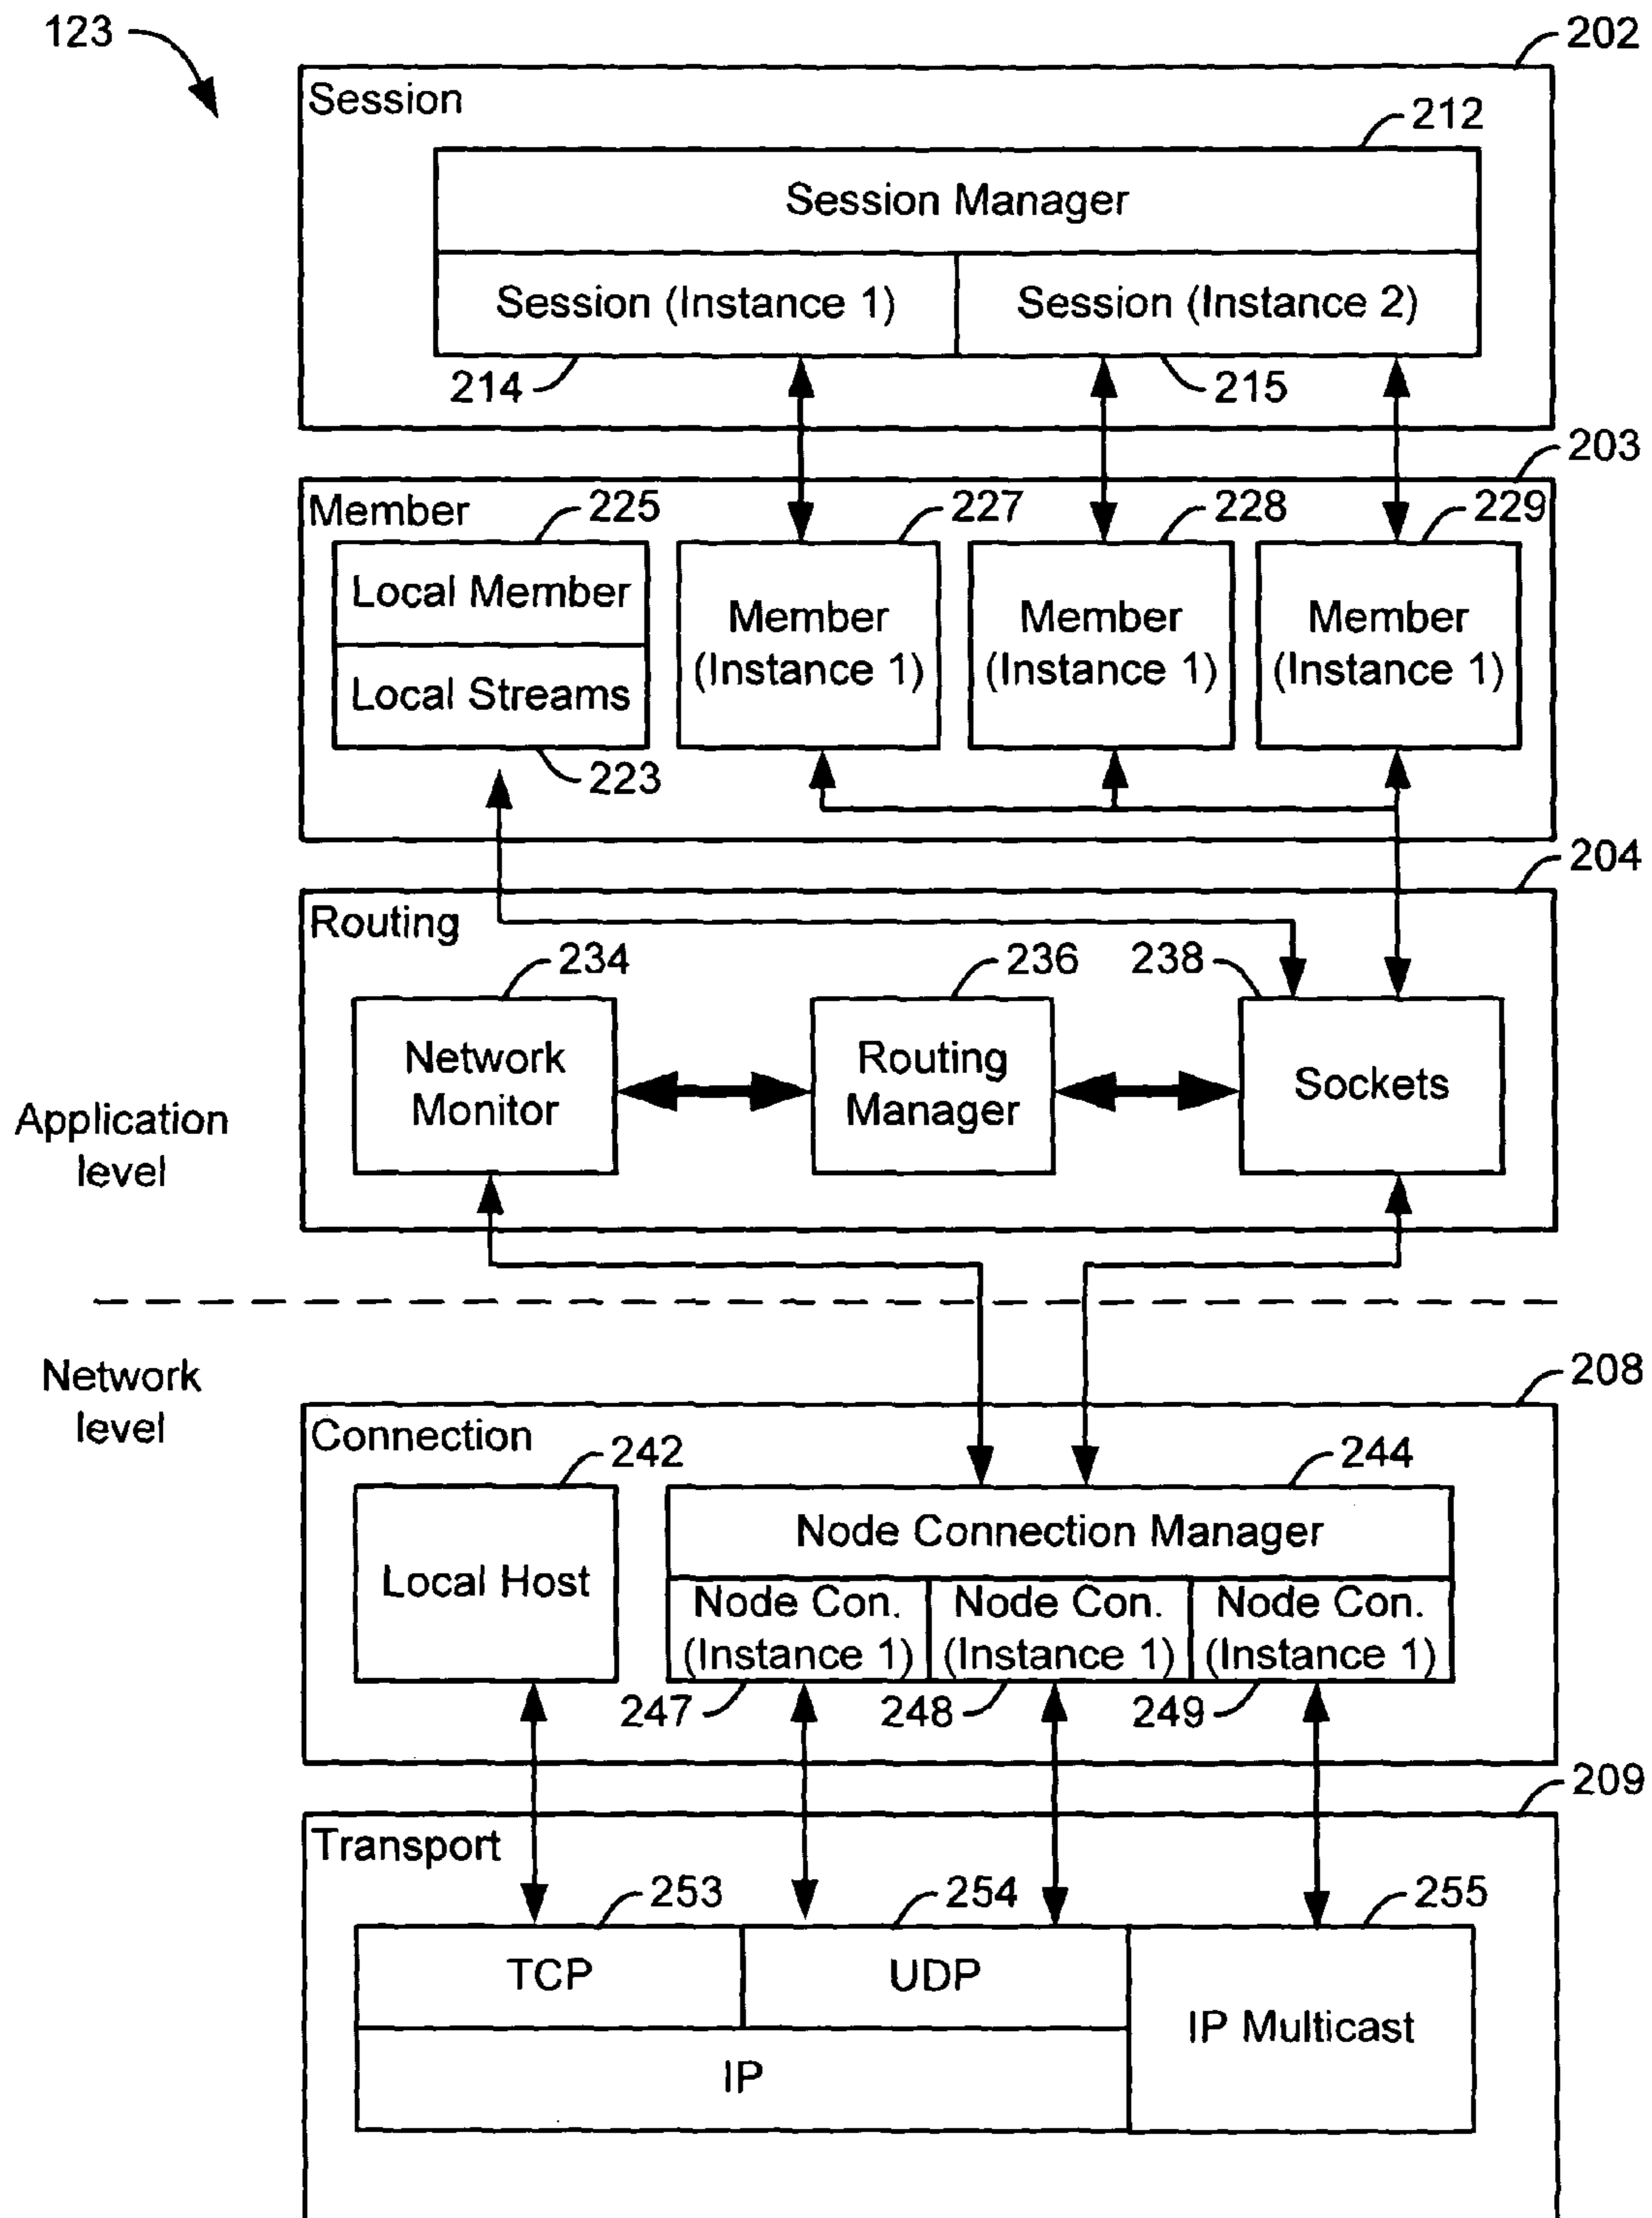 123
202
Session
212
Session Manager
Session (Instance 1)
Session (Instance 2)
214
215
203
Member
225
227
228
229
Local Member
Local Streams
Member
(Instance 1)
Member
(Instance 1)
Member
(Instance 1)
223
204
Routing
234
236
238
Network
Monitor
Routing
Manager
Sockets
Application
level
Network
level
208
Connection
242
244
Local Host
Node Connection Manager
Node Con.
(Instance 1)
Node Con.
(Instance 1)
Node Con.
(Instance 1)
247
248
249
209
Transport
253
254
255
TCP
UDP
IP Multicast
IP